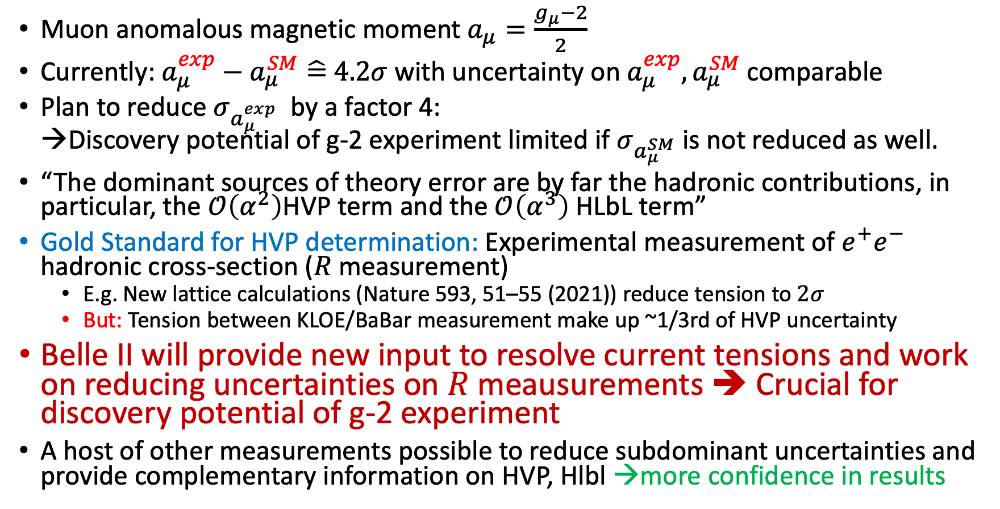 • Muon anomalous magnetic moment $a_\mu = \frac{g_\mu - 2}{2}$
• Currently: $a_\mu^{exp} - a_\mu^{SM} \hat{=} 4.2\sigma$ with uncertainty on $a_\mu^{exp}, a_\mu^{SM}$ comparable
• Plan to reduce $\sigma_{a_\mu^{exp}}$ by a factor 4:
→Discovery potential of g-2 experiment limited if $\sigma_{a_\mu^{SM}}$ is not reduced as well.
• “The dominant sources of theory error are by far the hadronic contributions, in
particular, the $\mathcal{O}(\alpha^2)$HVP term and the $\mathcal{O}(\alpha^3)$ HLbL term”
• Gold Standard for HVP determination: Experimental measurement of $e^+e^-$
hadronic cross-section ($R$ measurement)
• E.g. New lattice calculations (Nature 593, 51–55 (2021)) reduce tension to $2\sigma$
• But: Tension between KLOE/BaBar measurement make up ~1/3rd of HVP uncertainty
• Belle II will provide new input to resolve current tensions and work
on reducing uncertainties on $R$ meausurements → Crucial for
discovery potential of g-2 experiment
• A host of other measurements possible to reduce subdominant uncertainties and
provide complementary information on HVP, Hlbl →more confidence in results